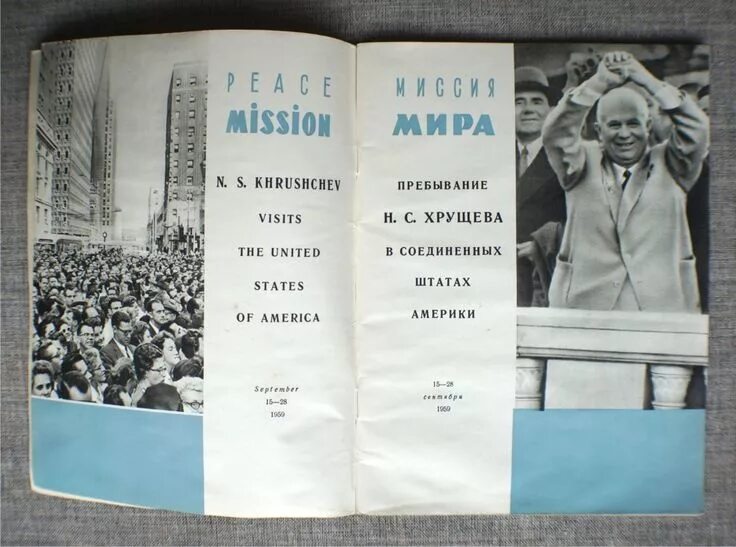 PEACE
MISSION
N. S. KHRUSHCHEV
VISITS
THE UNITED
STATES
OF AMERICA
September
15—28
1959
МИССИЯ
МИРА
ПРЕБЫВАНИЕ
Н. С. ХРУЩЕВА
В СОЕДИНЕННЫХ
ШТАТАХ
АМЕРИКИ
15—28
сентября
1959